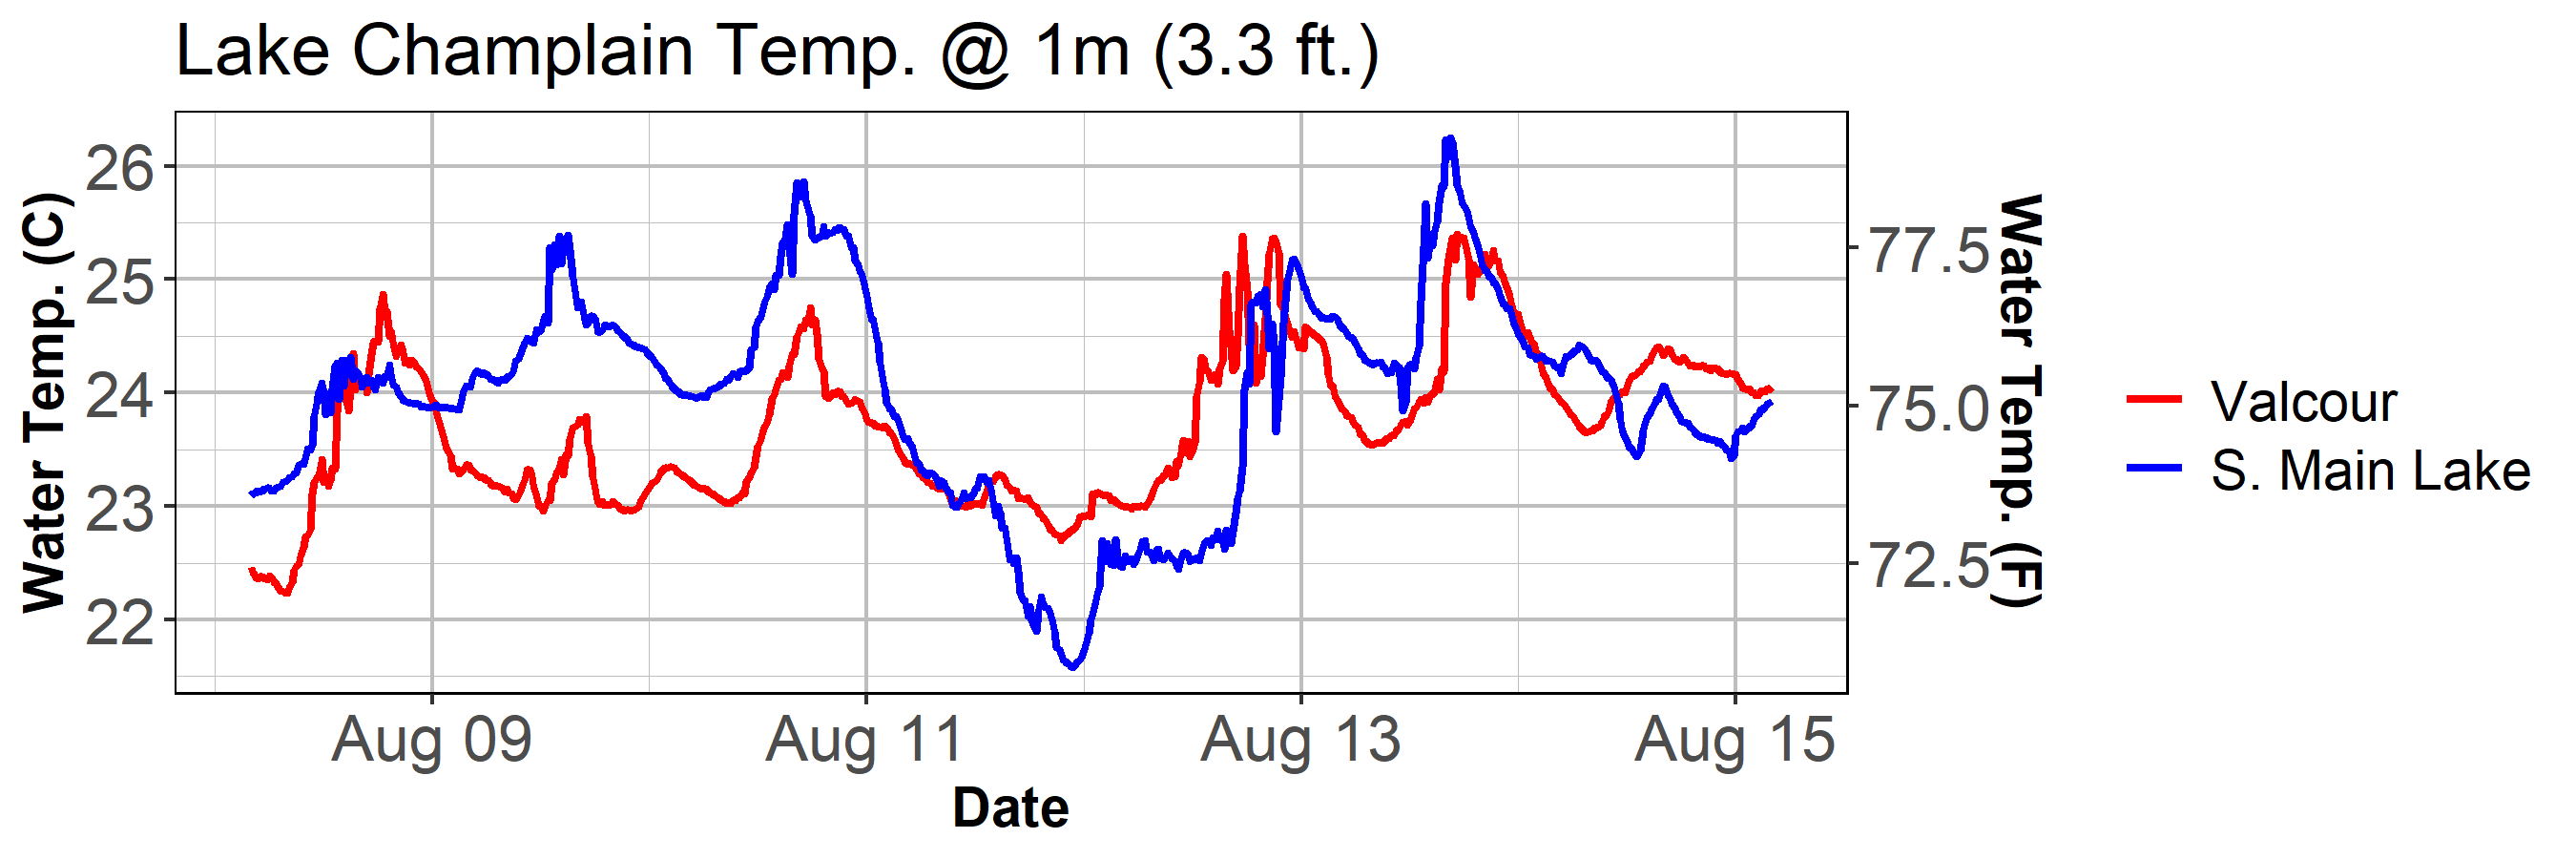 Lake Champlain Temp. @ 1m (3.3 ft.)
Water Temp. (C)
26
25
24
23
22
77.5
75.0
72.5
Water Temp. (F)
Valcour
S. Main Lake
Aug 09
Aug 11
Aug 13
Aug 15
Date